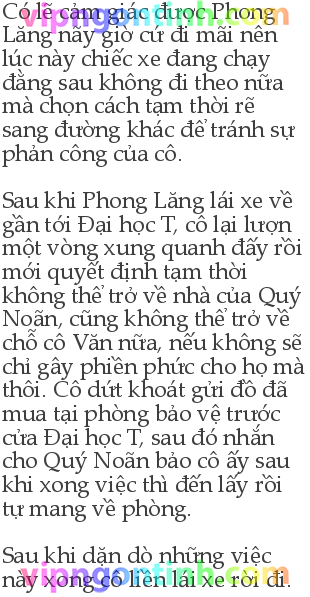 Có lẽ cảm giác được Phong
Lăng nãy giờ cứ đi mãi nên
lúc này chiếc xe đang chạy
đằng sau không đi theo nữa
mà chọn cách tạm thời rẽ
sang đường khác để tránh sự
phản công của cô.
Sau khi Phong Lăng lái xe về
gần tới Đại học T, cô lại lượn
một vòng xung quanh đấy rồi
mới quyết định tạm thời
không thể trở về nhà của Quý
Noãn, cũng không thể trở về
chỗ cô Văn nữa, nếu không sẽ
chỉ gây phiền phức cho họ mà
thôi. Cô dứt khoát gửi đồ đã
mua tại phòng bảo vệ trước
cửa Đại học T, sau đó nhắn
cho Quý Noãn bảo cô ấy sau
khi xong việc thì đến lấy rồi
tự mang về phòng.
Sau khi dặn dò những việc
này xong cô liền lái xe rời đi.
vipngontinh.com
vipngontinh.com